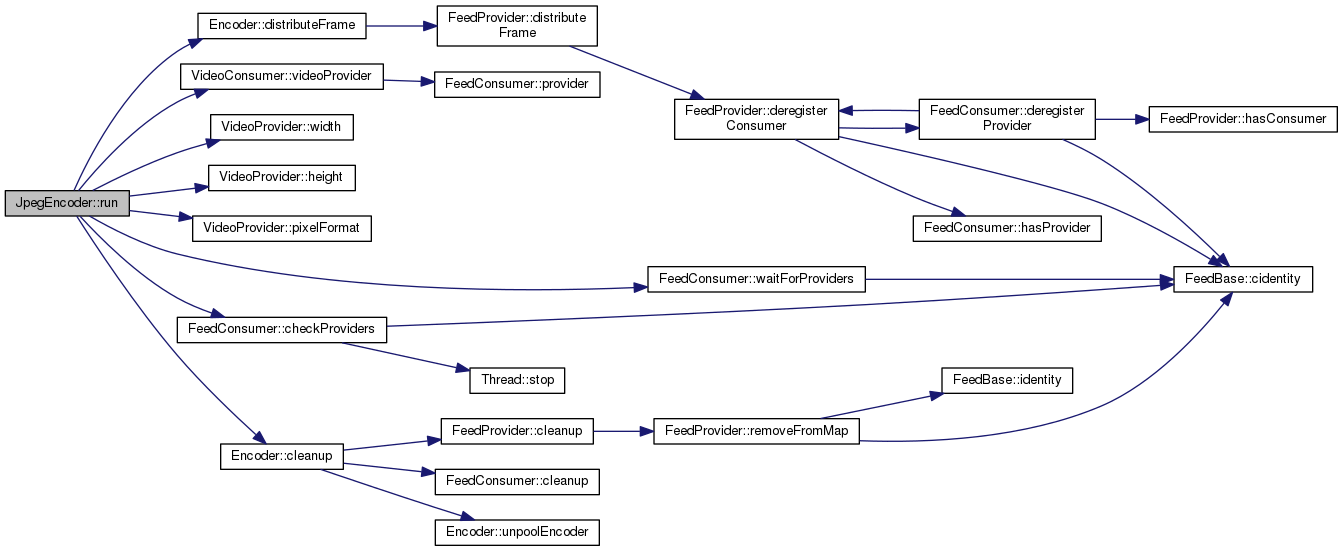 Encoder::distributeFrame
FeedProvider::distribute
Frame
VideoConsumer::videoProvider
FeedConsumer::provider
FeedProvider::deregister
Consumer
FeedConsumer::deregister
Provider
FeedProvider::hasConsumer
VideoProvider::width
VideoProvider::height
JpegEncoder::run
VideoProvider::pixelFormat
FeedConsumer::hasProvider
FeedConsumer::waitForProviders
FeedBase::cidentity
FeedConsumer::checkProviders
Thread::stop
FeedBase::identity
FeedProvider::cleanup
FeedProvider::removeFromMap
Encoder::cleanup
FeedConsumer::cleanup
Encoder::unpoolEncoder